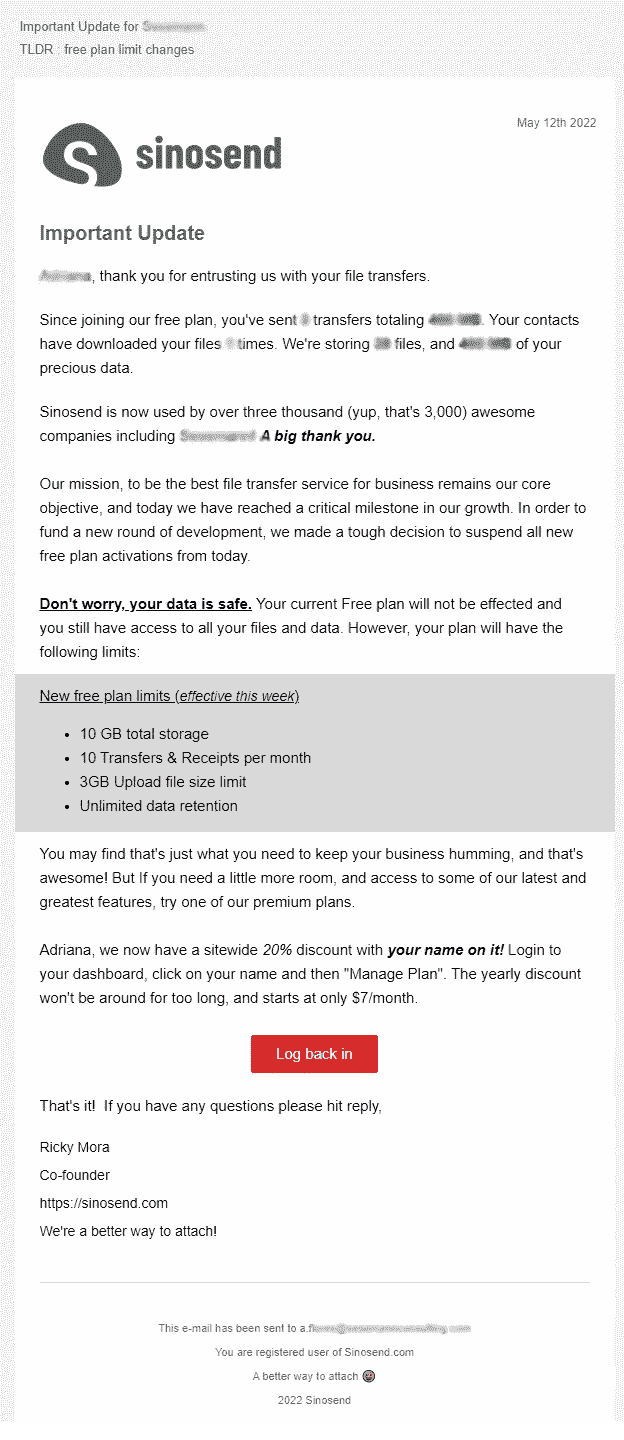 Important Update for
TLDR : free plan limit changes
May 12th 2022
sinosend
Important Update
, thank you for entrusting us with your file transfers.
Since joining our free plan, you've sent transfers totaling . Your contacts
have downloaded your files times. We're storing files, and of your
precious data.
Sinosend is now used by over three thousand (yup, that's 3,000) awesome
companies including A big thank you.
Our mission, to be the best file transfer service for business remains our core
objective, and today we have reached a critical milestone in our growth. In order to
fund a new round of development, we made a tough decision to suspend all new
free plan activations from today.
Don't worry, your data is safe. Your current Free plan will not be effected and
you still have access to all your files and data. However, your plan will have the
following limits:
New free plan limits (effective this week)
• 10 GB total storage
• 10 Transfers & Receipts per month
• 3GB Upload file size limit
• Unlimited data retention
You may find that's just what you need to keep your business humming, and that's
awesome! But If you need a little more room, and access to some of our latest and
greatest features, try one of our premium plans.
Adriana, we now have a sitewide 20% discount with your name on it! Login to
your dashboard, click on your name and then "Manage Plan". The yearly discount
won't be around for too long, and starts at only $7/month.
Log back in
That's it! If you have any questions please hit reply,
Ricky Mora
Co-founder
https://sinosend.com
We're a better way to attach!
This e-mail has been sent to
You are registered user of Sinosend.com
A better way to attach
2022 Sinosend